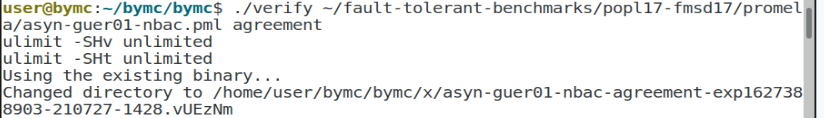 user@bymc:~/bymc/bymc$ ./verify ~/fault-tolerant-benchmarks/popl17-fmsd17/promel
a/asyn-guer01-nbac.pml agreement
ulimit -SHv unlimited
ulimit -SHt unlimited
Using the existing binary...
Changed directory to /home/user/bymc/bymc/x/asyn-guer01-nbac-agreement-exp162738
8903-210727-1428.vUEzNm